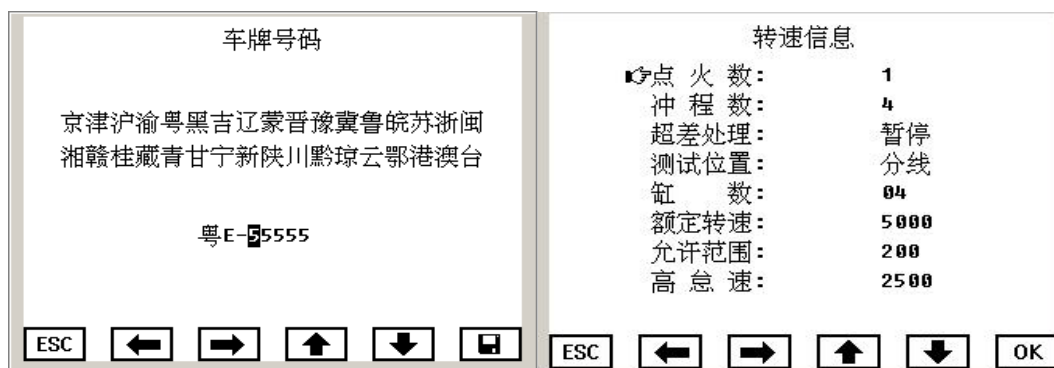 车牌号码
京津沪渝粤黑吉辽蒙晋豫冀鲁皖苏浙闽
湘赣桂藏青甘宁新陕川黔琼云鄂港澳台
粤E-55555
ESC
转速信息
点 火 数: 1
冲 程 数: 4
超差处理: 暂停
测试位置: 分线
缸 数: 04
额定转速: 5000
允许范围: 200
高 怠 速: 2500
ESC
OK